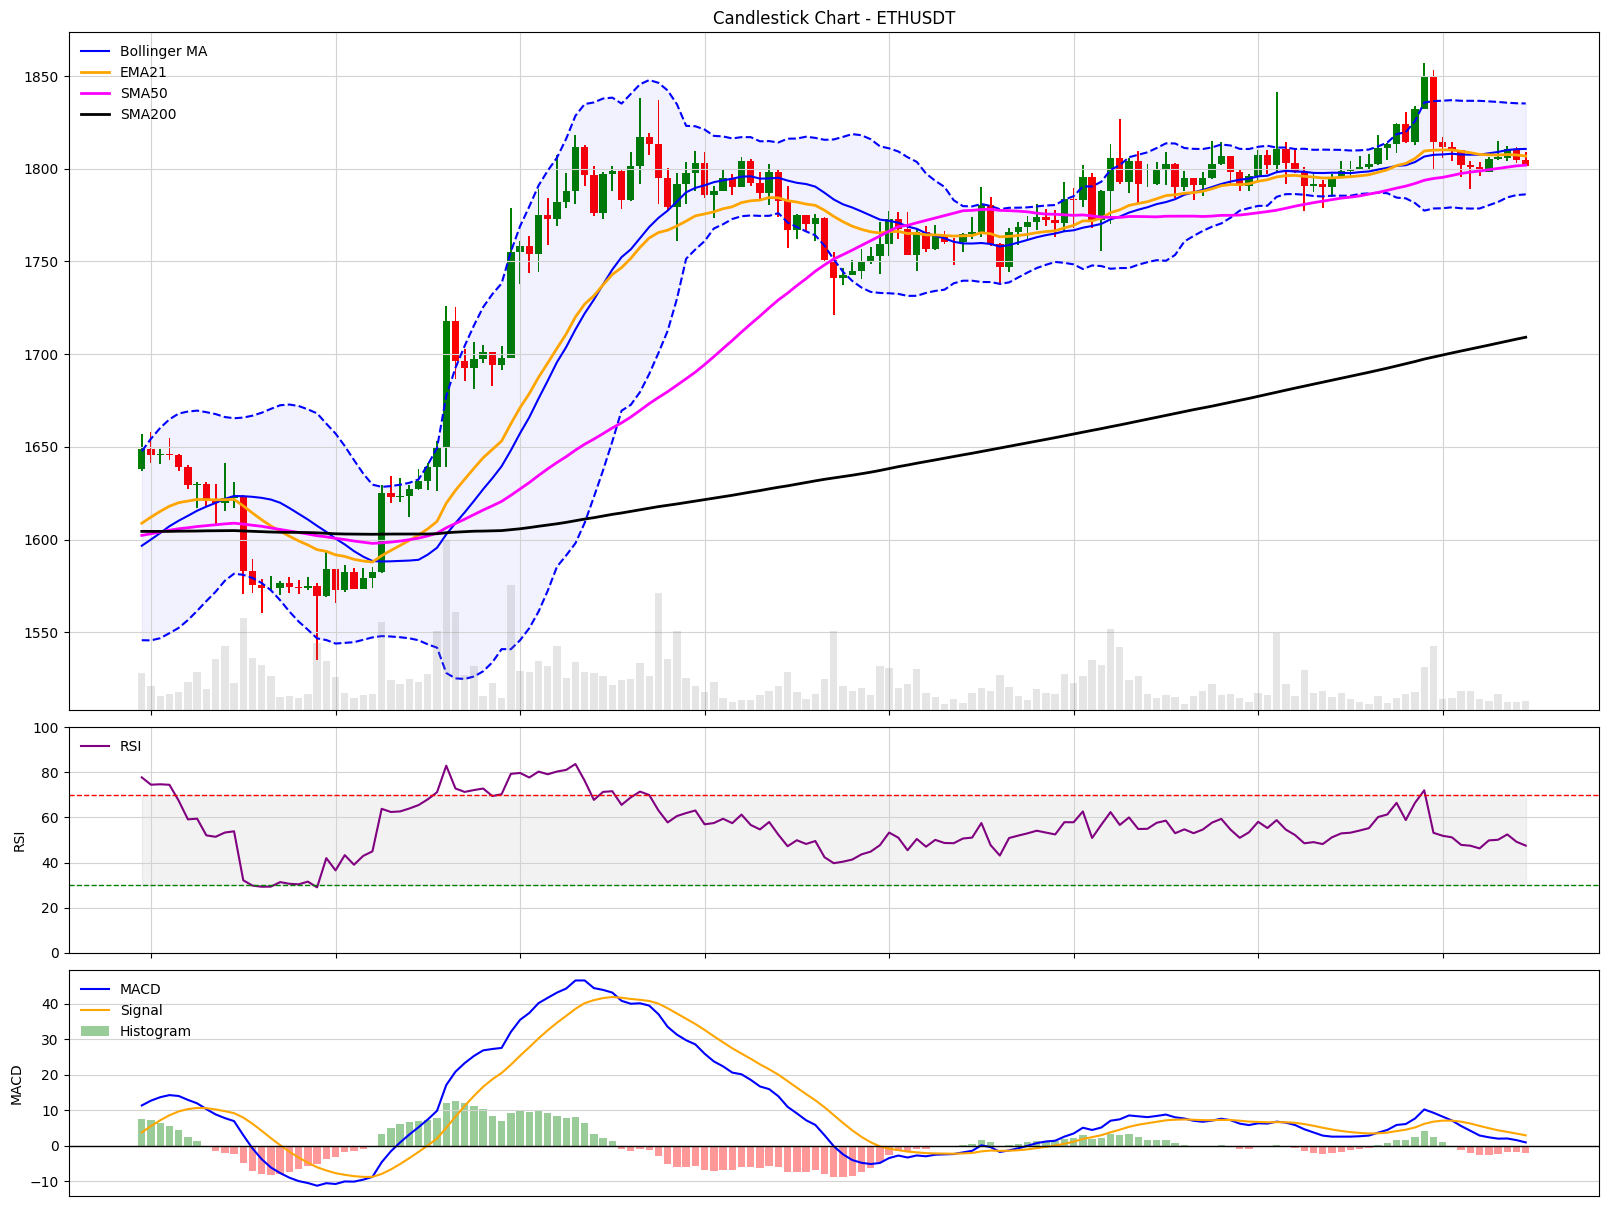 Candlestick Chart - ETHUSDT
Bollinger MA
EMA21
SMA50
SMA200
1850
1800
1750
1700
1650
1600
1550
RSI
100
80
60
40
20
0
RSI
MACD
Signal
Histogram
40
30
20
10
0
−10
MACD